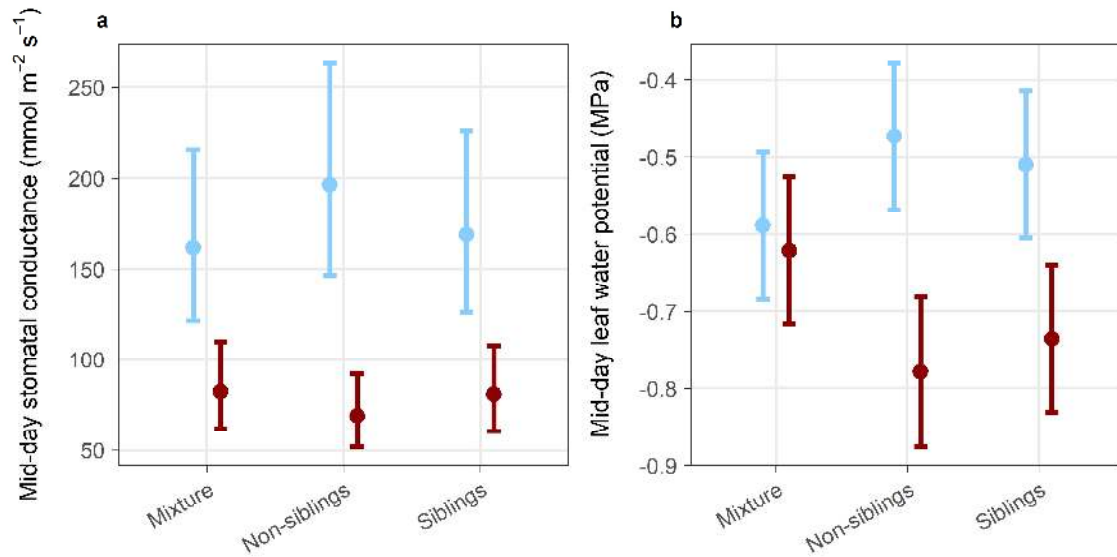 a
Mid-day stomatal conductance (mmol m⁻² s⁻¹)
250
200
150
100
50
Mixture
Non-siblings
Siblings
b
Mid-day leaf water potential (MPa)
-0.4
-0.5
-0.6
-0.7
-0.8
-0.9
Mixture
Non-siblings
Siblings